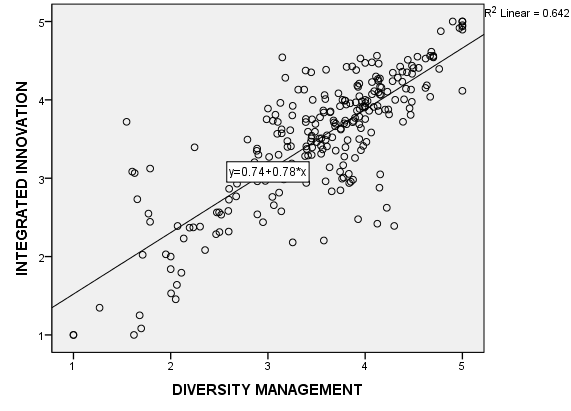 R² Linear = 0.642
INTEGRATED INNOVATION
5
4
3
2
1
y=0.74+0.78*x
1 2 3 4 5
DIVERSITY MANAGEMENT